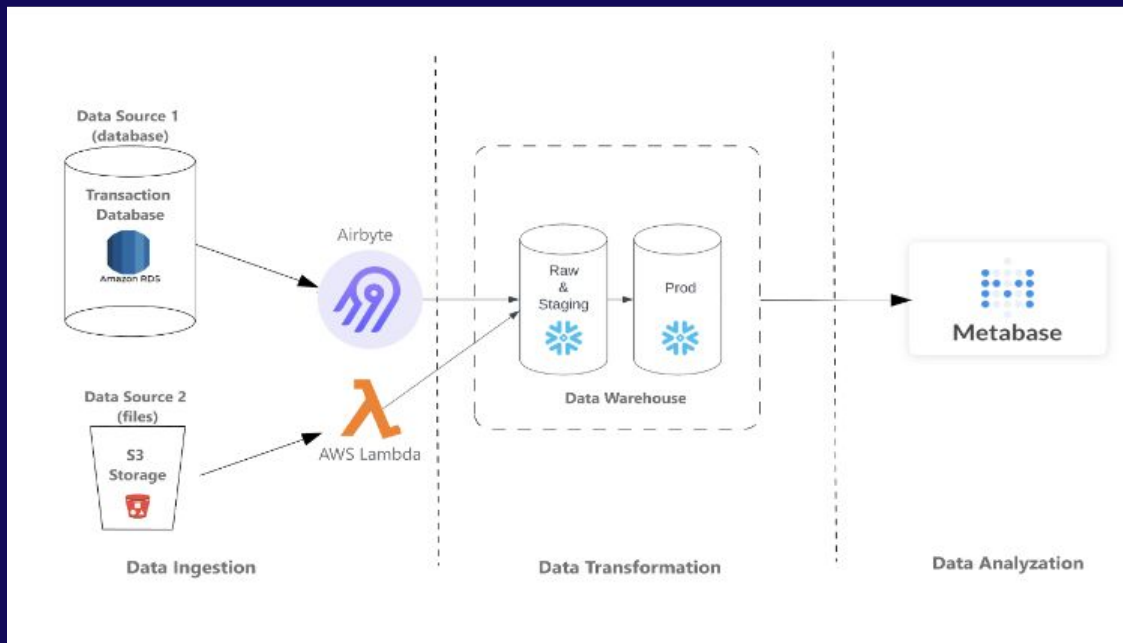 Data Source 1
(database)
Transaction
Database
Amazon RDS
Airbyte
Data Source 2
(files)
S3
Storage
AWS Lambda
Data Ingestion
Raw
&
Staging
Prod
Data Warehouse
Data Transformation
Metabase
Data Analyzation